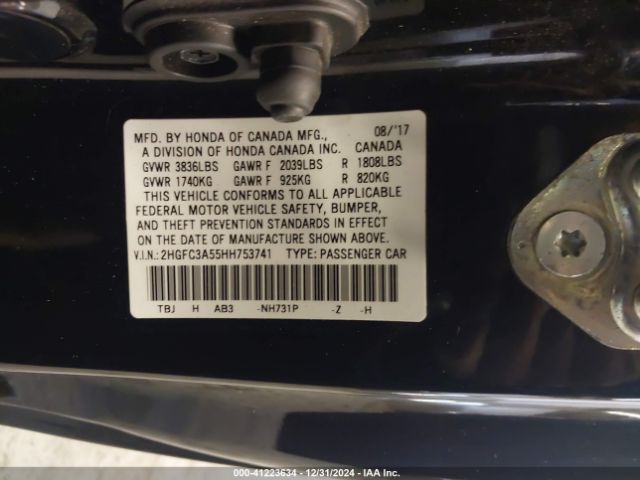 MFD. BY HONDA OF CANADA MFG., 08/'17
A DIVISION OF HONDA CANADA INC. CANADA
GVWR 3836LBS GAWR F 2039LBS R 1808LBS
GVWR 1740KG GAWR F 925KG R 820KG
THIS VEHICLE CONFORMS TO ALL APPLICABLE
FEDERAL MOTOR VEHICLE SAFETY, BUMPER,
AND THEFT PREVENTION STANDARDS IN EFFECT
ON THE DATE OF MANUFACTURE SHOWN ABOVE.
V.I.N.: 2HGFC3A55HH753741 TYPE: PASSENGER CAR
TBJ H AB3 -NH731P -Z -H
000-41223634 - 12/31/2024 - IAA Inc.